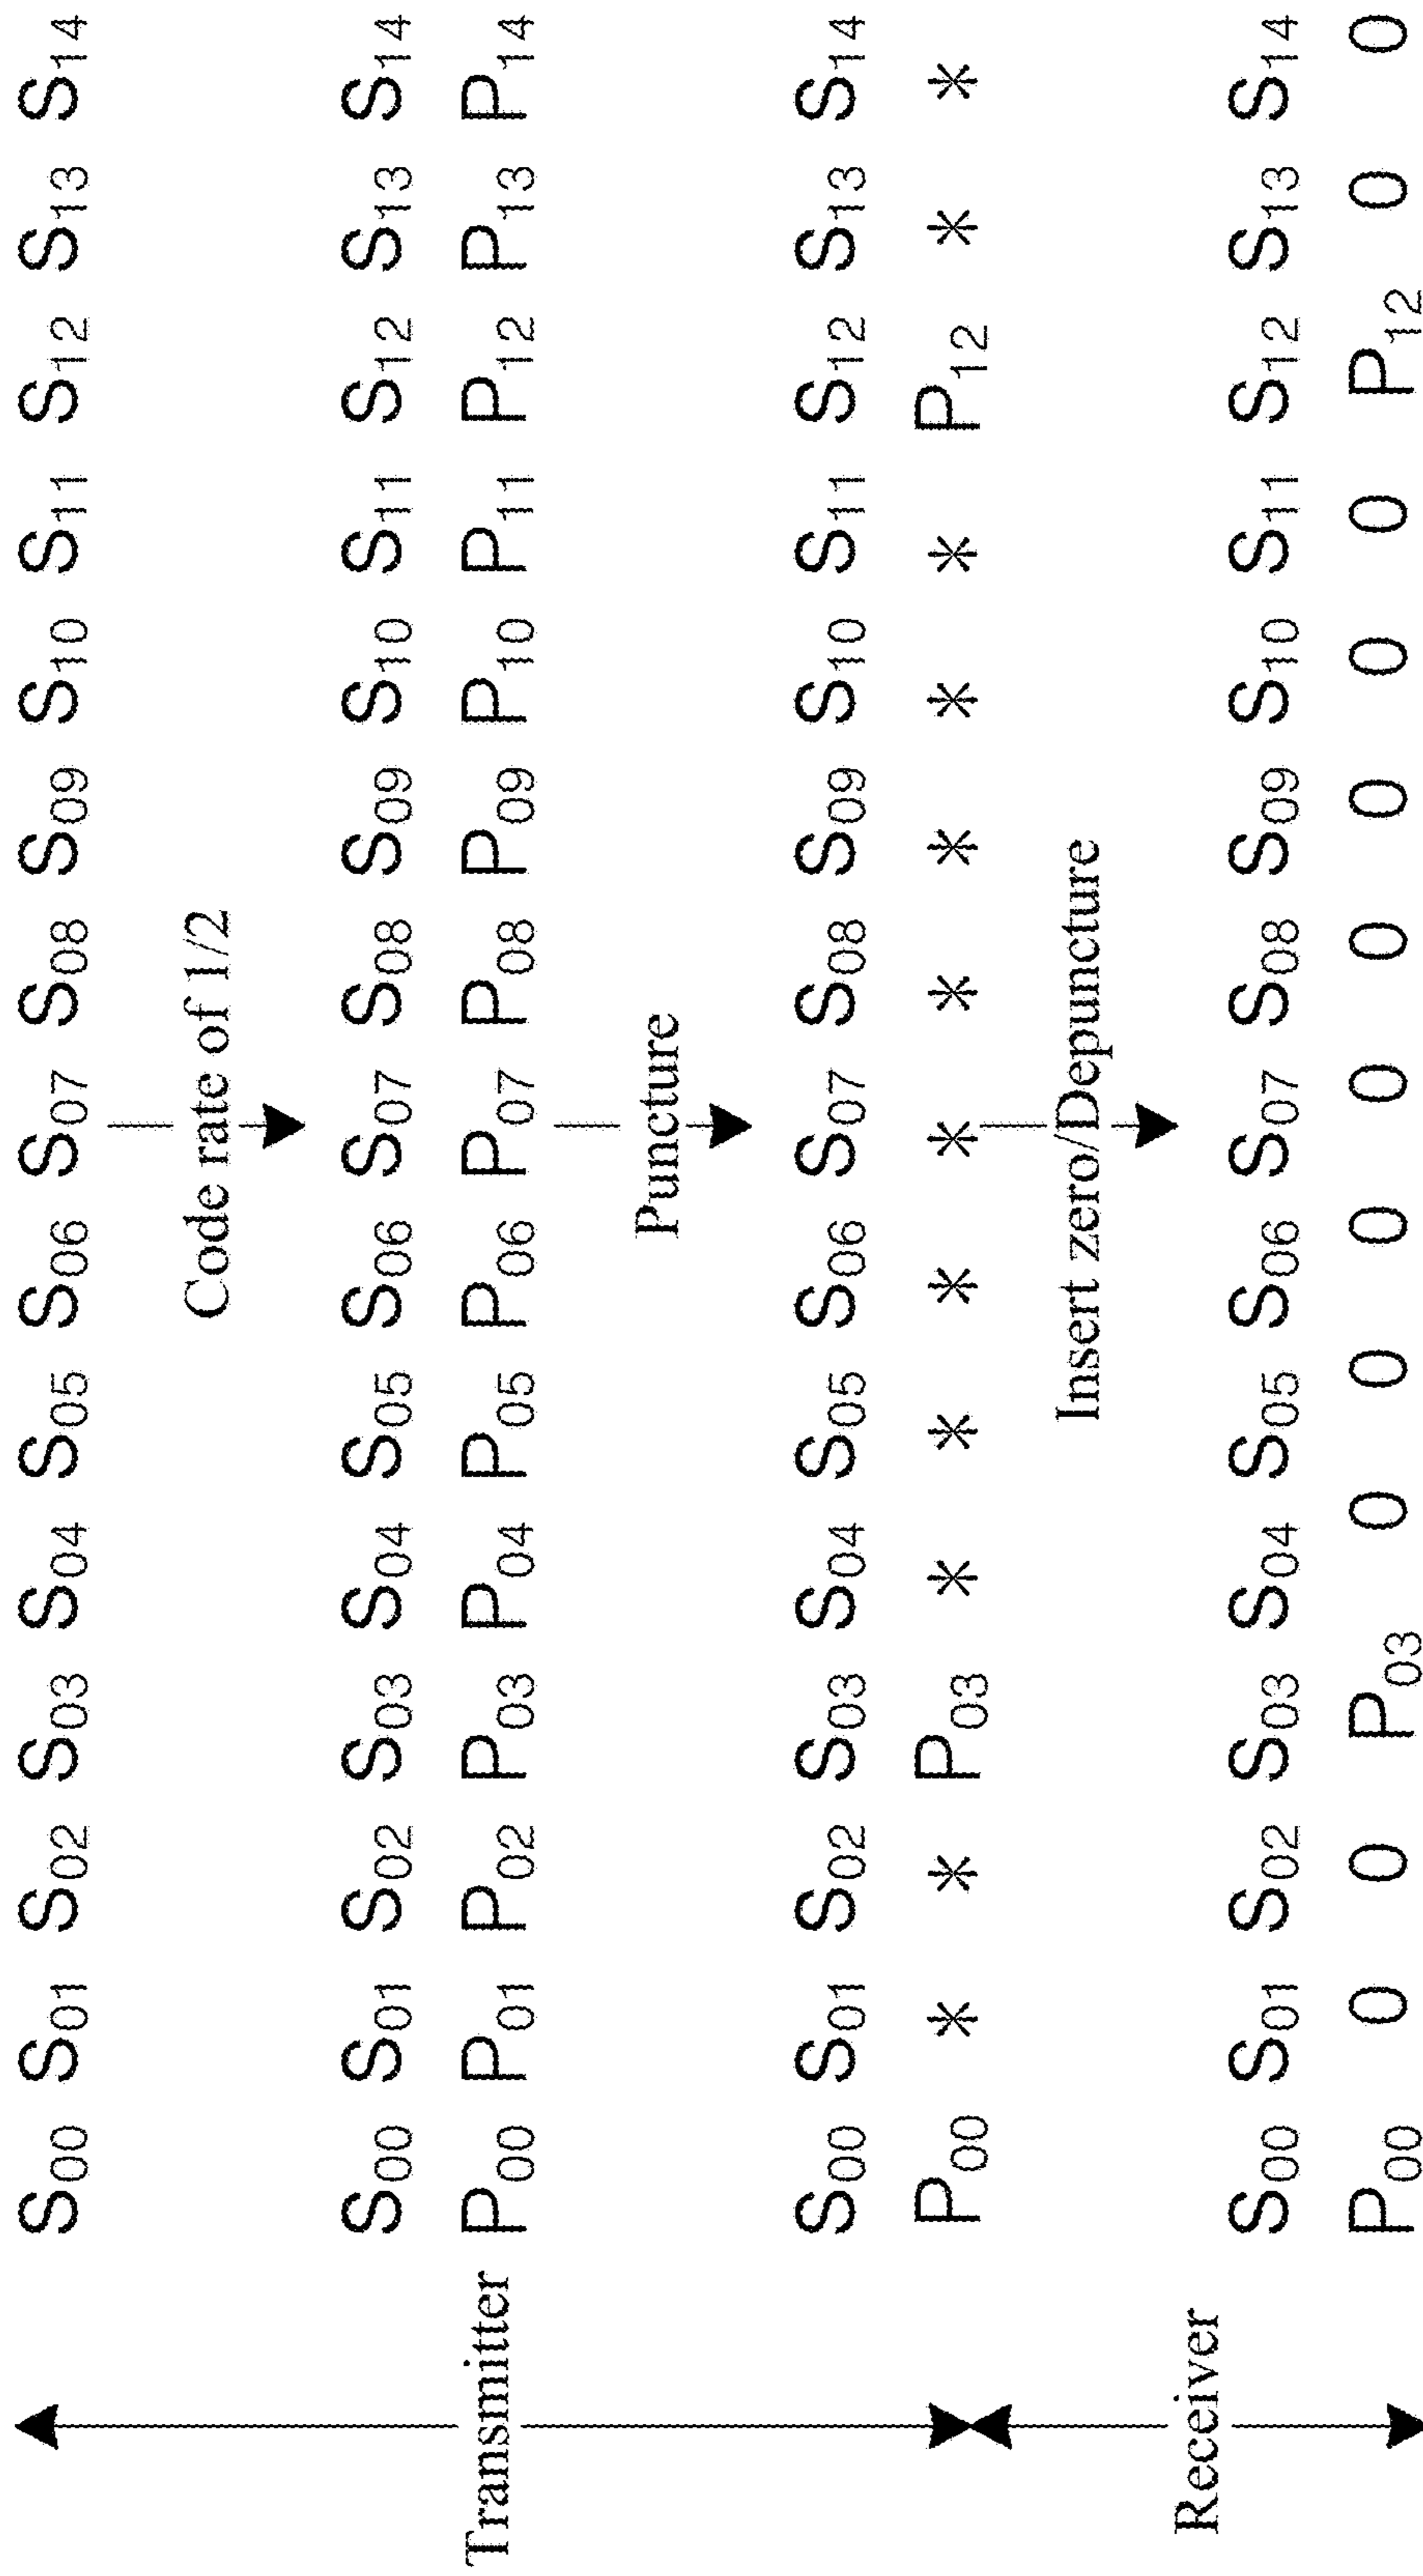 S00 S01 S02 S03 S04 S05 S06 S07 S08 S09 S10 S11 S12 S13 S14
Code rate of 1/2
Transmitter
S00 S01 S02 S03 S04 S05 S06 S07 S08 S09 S10 S11 S12 S13 S14
P00 P01 P02 P03 P04 P05 P06 P07 P08 P09 P10 P11 P12 P13 P14
Puncture
S00 S01 S02 S03 S04 S05 S06 S07 S08 S09 S10 S11 S12 S13 S14
P00 * * P03 * * * * * * * * P12 * *
Insert zero/Depuncture
Receiver
S00 S01 S02 S03 S04 S05 S06 S07 S08 S09 S10 S11 S12 S13 S14
P00 0 0 P03 0 0 0 0 0 0 0 0 P12 0 0